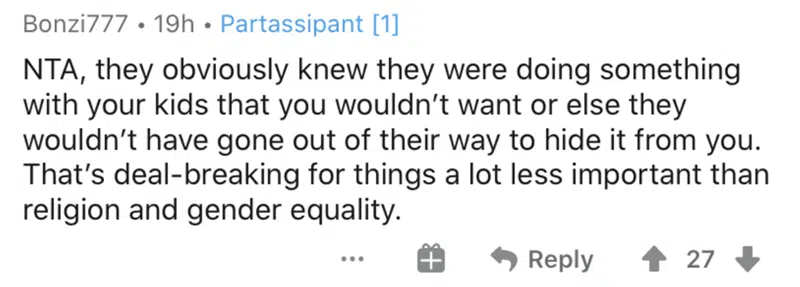 Bonzi777 • 19h • Partassipant [1]
NTA, they obviously knew they were doing something
with your kids that you wouldn’t want or else they
wouldn’t have gone out of their way to hide it from you.
That’s deal-breaking for things a lot less important than
religion and gender equality.
... Reply 27